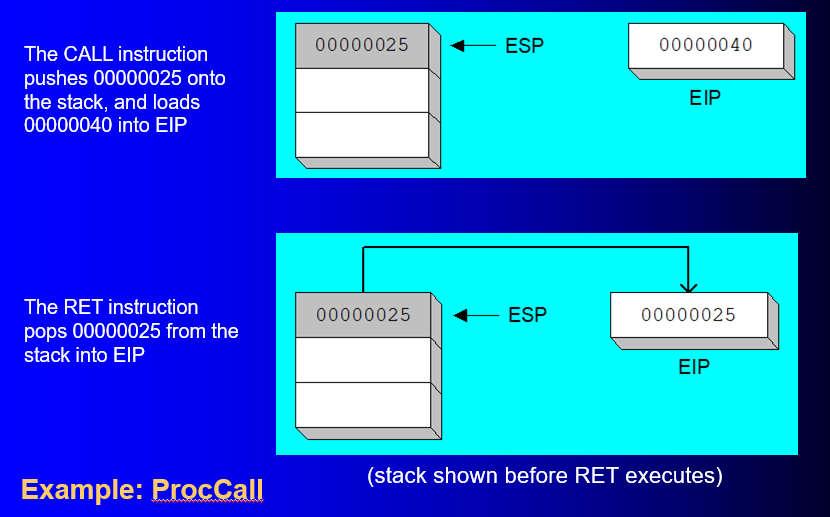 The CALL instruction
pushes 00000025 onto
the stack, and loads
00000040 into EIP
00000025
ESP
00000040
EIP
The RET instruction
pops 00000025 from the
stack into EIP
00000025
ESP
00000025
EIP
(stack shown before RET executes)
Example: ProcCall